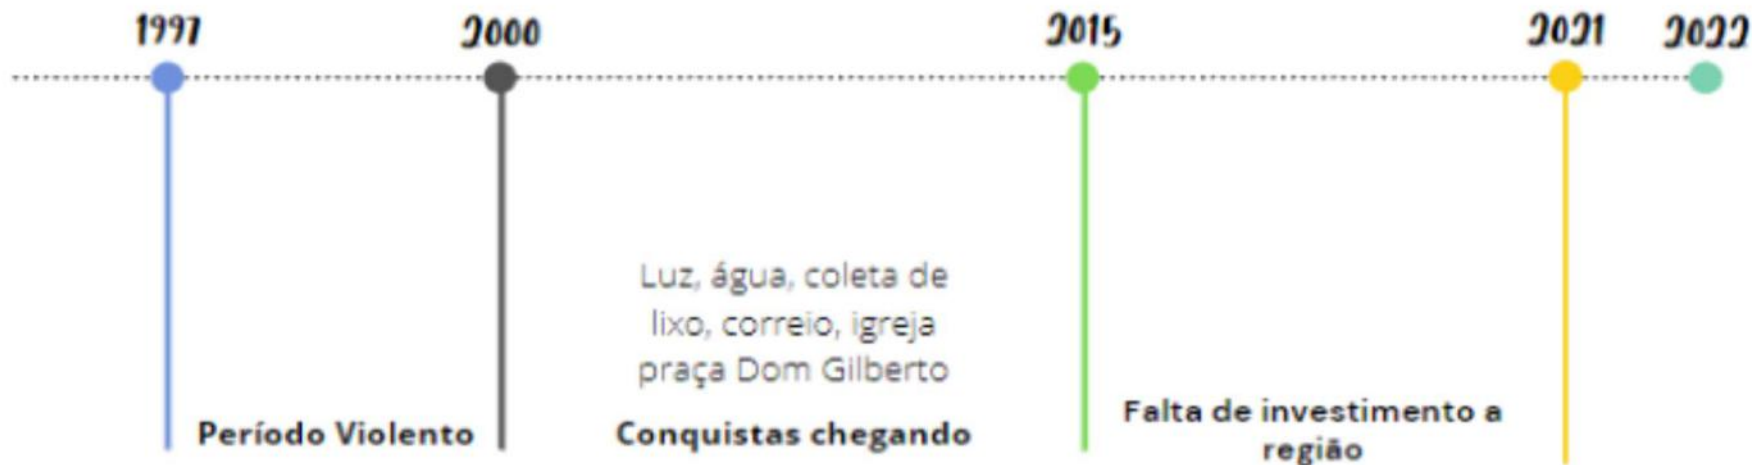 1997
2000
2015
2021
2022
Luz, água, coleta de
lixo, correio, igreja
praça Dom Gilberto
Período Violento
Conquistas chegando
Falta de investimento a
região